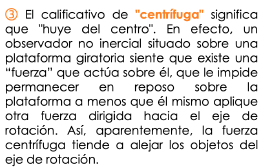 ③ El calificativo de "centrífuga" significa
que "huye del centro". En efecto, un
observador no inercial situado sobre una
plataforma giratoria siente que existe una
“fuerza” que actúa sobre él, que le impide
permanecer en reposo sobre la
plataforma a menos que él mismo aplique
otra fuerza dirigida hacia el eje de
rotación. Así, aparentemente, la fuerza
centrífuga tiende a alejar los objetos del
eje de rotación.